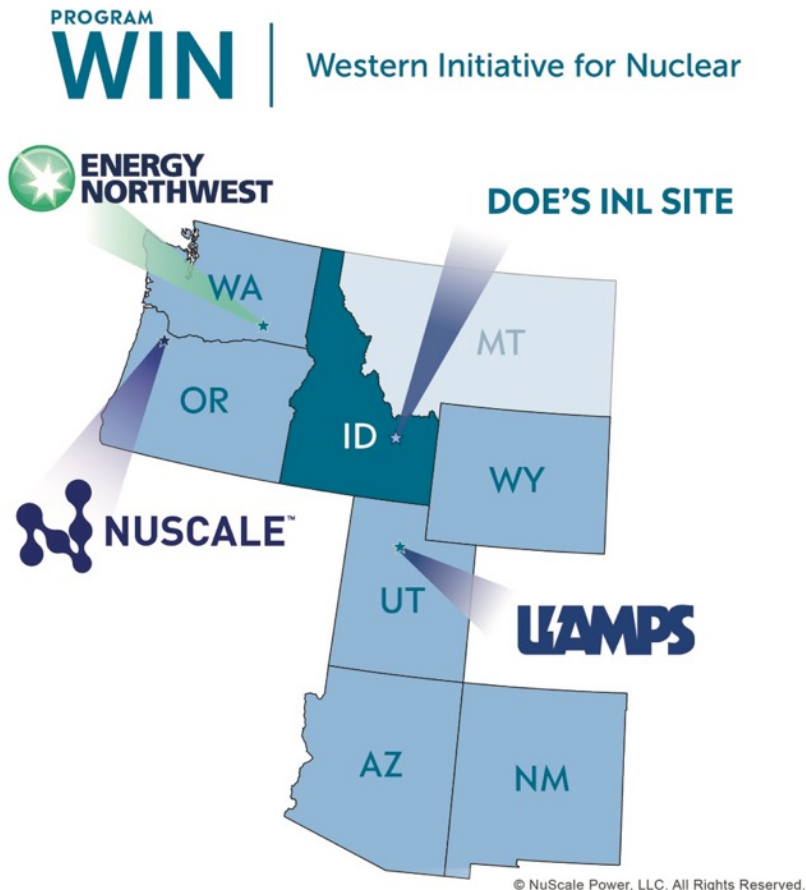 PROGRAM
WIN
Western Initiative for Nuclear
ENERGY
NORTHWEST
DOE'S INL SITE
WA
MT
OR
ID
WY
NUSCALE™
UT
UAMPS
AZ
NM
© NuScale Power, LLC. All Rights Reserved.